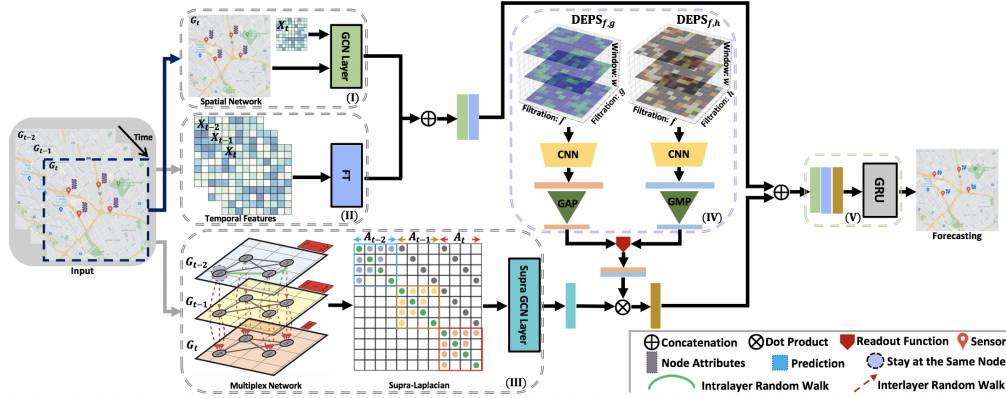 G_t
X_t
GCN Layer
Spatial Network
(I)
G_{t-2}
G_{t-1}
G_t
Time
Input
X_{t-2}
X_{t-1}
X_t
FT
Temporal Features
(II)
G_{t-2}
G_{t-1}
G_t
Multiplex Network
A_{t-2}
A_{t-1}
A_t
Supra-Laplacian
Supra GCN Layer
(III)
DEPS_{f,g}
DEPS_{f,h}
Window: w
Filtration: f
Filtration: g
Window: w
Filtration: f
Filtration: h
CNN
CNN
GAP
GMP
(IV)
GRU
(V)
Forecasting
Concatenation
Dot Product
Readout Function
Sensor
Node Attributes
Prediction
Stay at the Same Node
Intralayer Random Walk
Interlayer Random Walk